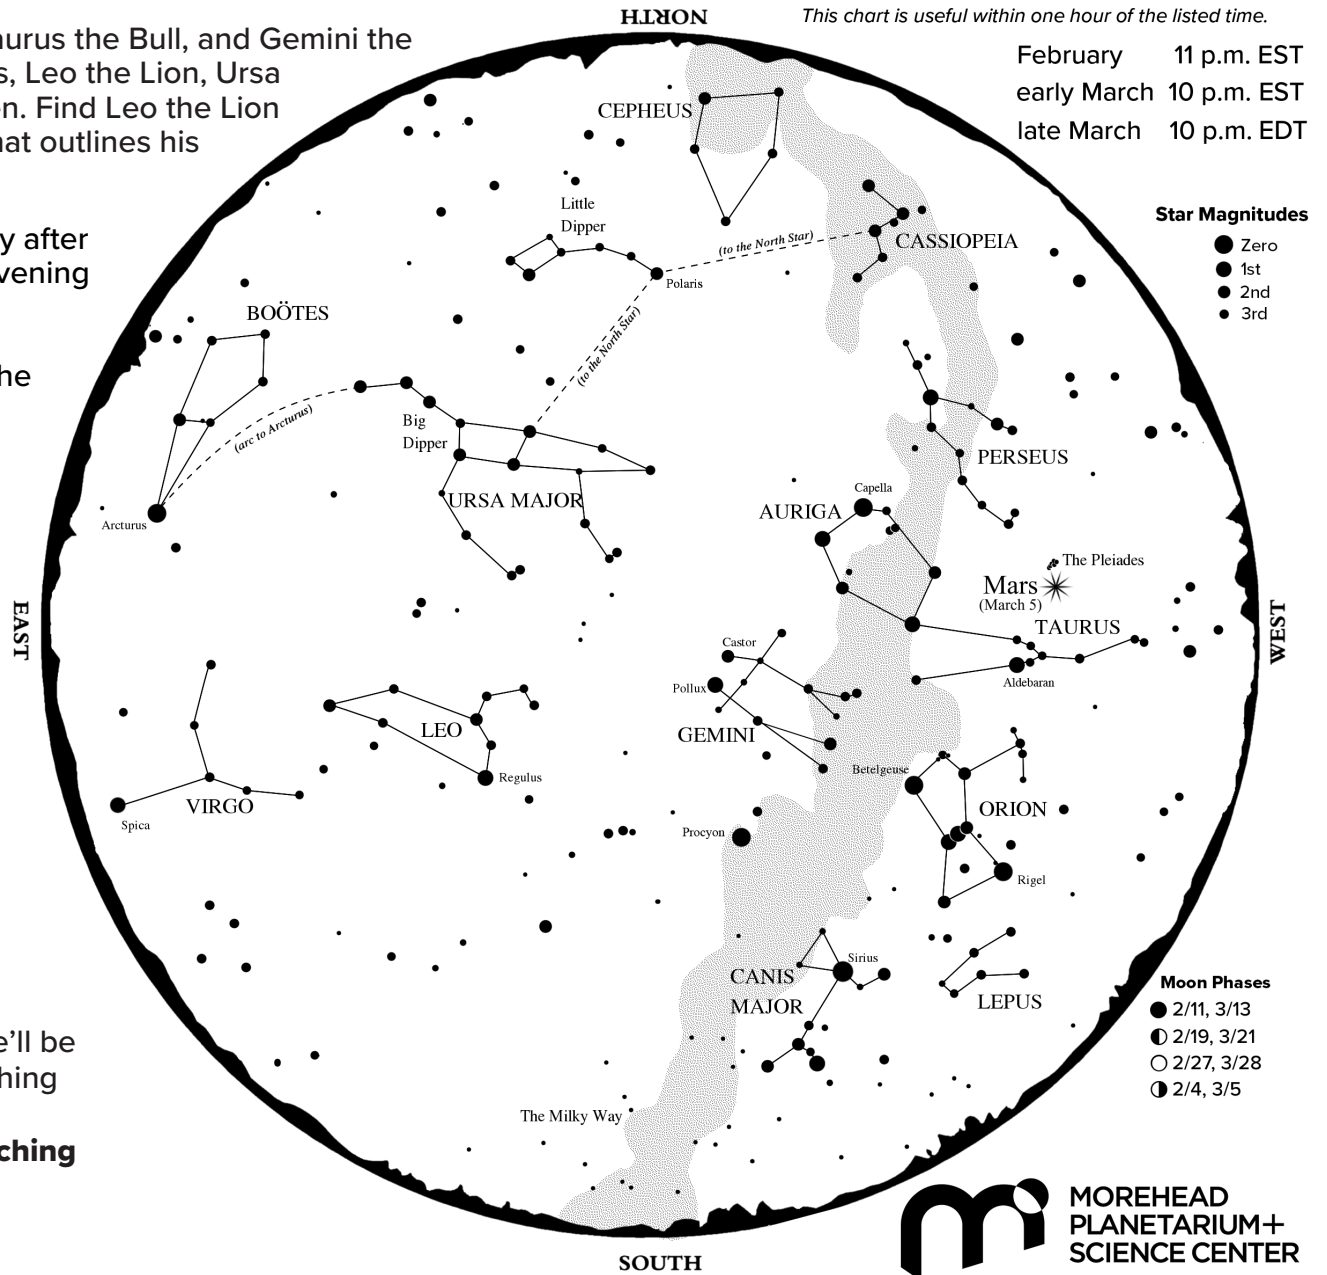 NORTH
This chart is useful within one hour of the listed time.
aurus the Bull, and Gemini the
s, Leo the Lion, Ursa
en. Find Leo the Lion
hat outlines his
February 11 p.m. EST
early March 10 p.m. EST
late March 10 p.m. EDT
y after
vening
he
Star Magnitudes
Zero
1st
2nd
3rd
CEPHEUS
Little
Dipper
(to the North Star)
CASSIOPEIA
Polaris
BOÖTES
(to the North Star)
(arc to Arcturus)
Big
Dipper
PERSEUS
URSA MAJOR
Capella
AURIGA
Arcturus
The Pleiades
Mars
(March 5)
TAURUS
EAST
WEST
Castor
Aldebaran
Pollux
LEO
GEMINI
Regulus
Betelgeuse
VIRGO
ORION
Spica
Procyon
Rigel
Sirius
CANIS
MAJOR
LEPUS
Moon Phases
2/11, 3/13
2/19, 3/21
2/27, 3/28
2/4, 3/5
e’ll be
hing
The Milky Way
ching
SOUTH
MOREHEAD
PLANETARIUM+
SCIENCE CENTER